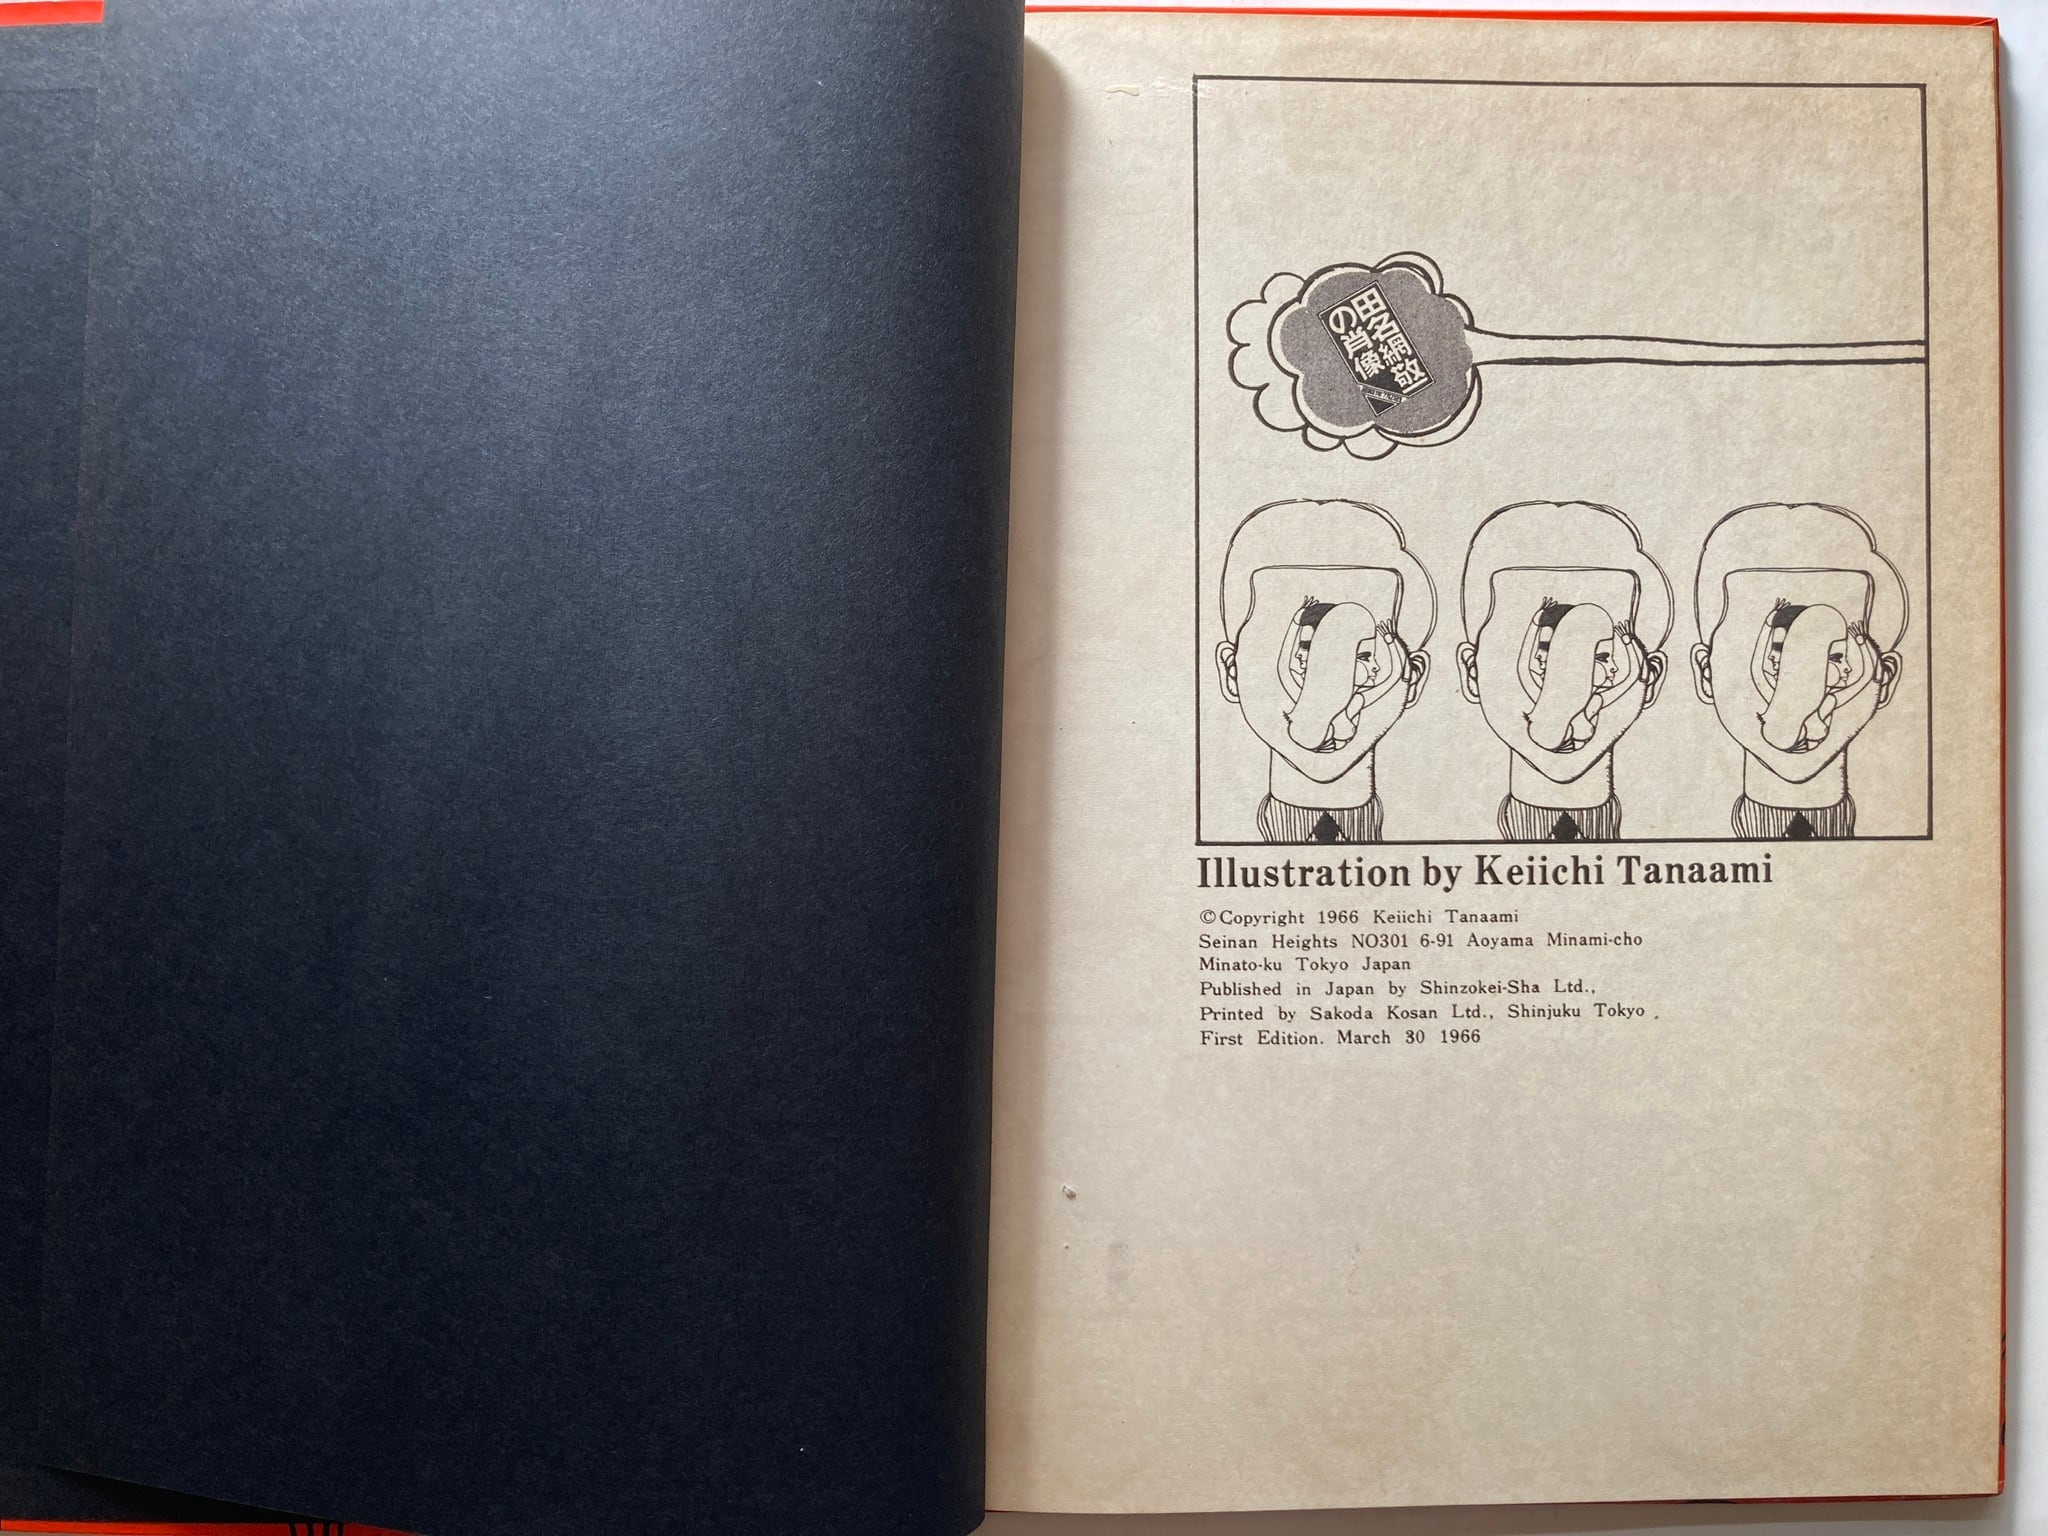 田名網敬一
の肖像
Illustration by Keiichi Tanaami
©Copyright 1966 Keiichi Tanaami
Seinan Heights NO301 6-91 Aoyama Minami-cho
Minato-ku Tokyo Japan
Published in Japan by Shinzokei-Sha Ltd.,
Printed by Sakoda Kosan Ltd., Shinjuku Tokyo.
First Edition. March 30 1966